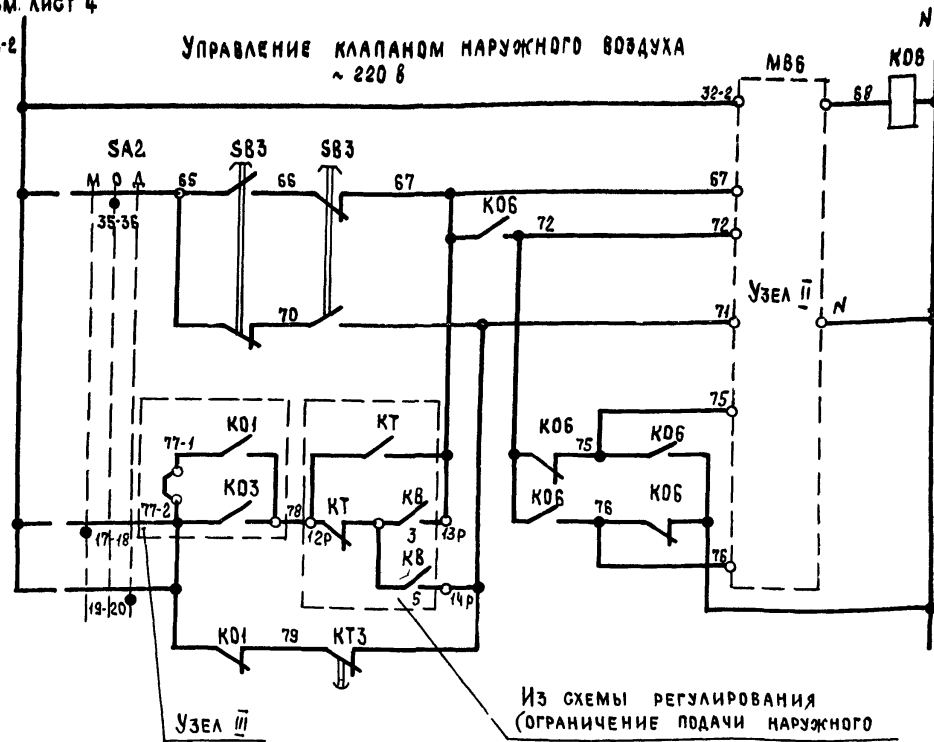 ЗМ. ЛИСТ 4
-2
УПРАВЛЕНИЕ КЛАПАНОМ НАРУЖНОГО ВОЗДУХА
~ 220 В
N
МВ6
КОВ
32-2
68
SA2
SB3
SB3
М О Д
65
66
67
67
35-36
КО6
72
72
УЗЕЛ II
N
70
71
75
КО1
КТ
77-1
КО6
75
КО6
КО3
КТ
КВ
КО6
76
КО6
77-2
78
12р
3
13р
17-18
КВ
76
5
14р
19-20
КО1
79
КТ3
УЗЕЛ III
ИЗ СХЕМЫ РЕГУЛИРОВАНИЯ
(ОГРАНИЧЕНИЕ ПОДАЧИ НАРУЖНОГО